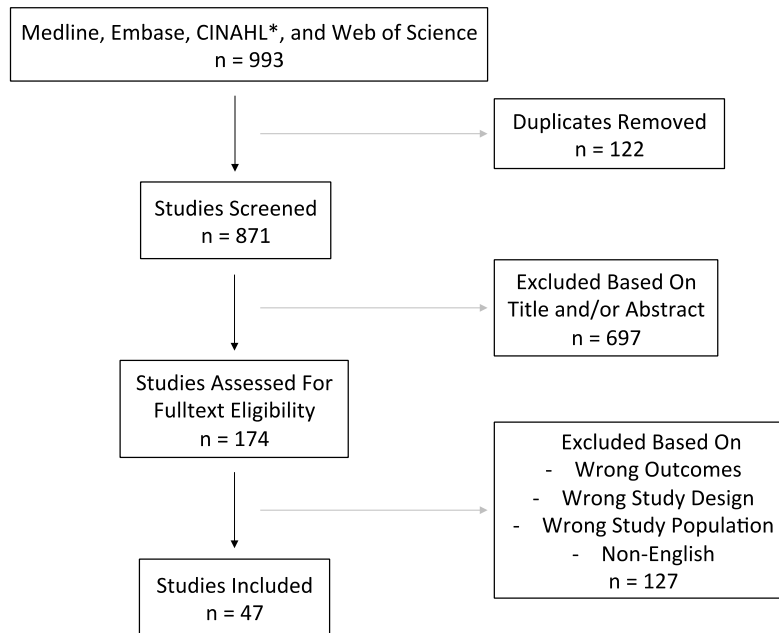 Medline, Embase, CINAHL*, and Web of Science
n = 993
Duplicates Removed
n = 122
Studies Screened
n = 871
Excluded Based On
Title and/or Abstract
n = 697
Studies Assessed For
Fulltext Eligibility
n = 174
Excluded Based On
- Wrong Outcomes
- Wrong Study Design
- Wrong Study Population
- Non-English
n = 127
Studies Included
n = 47